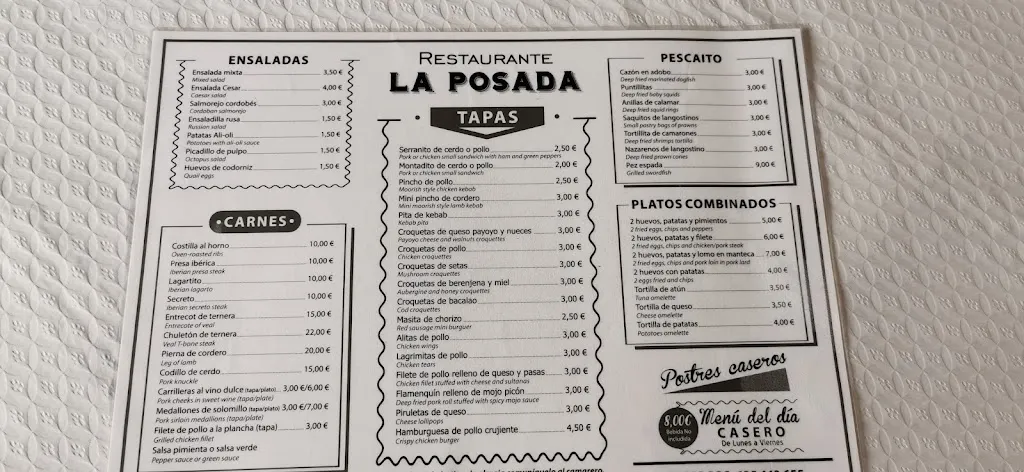 RESTAURANTE
LA POSADA
ENSALADAS
Ensalada mixta 3,50 €
Mixed salad
Ensalada Cesar 4,00 €
Caesar salad
Salmorejo cordobés 3,00 €
Cordoban salmorejo
Ensaladilla rusa 1,50 €
Russian salad
Patatas Ali-oli 1,50 €
Potatoes with ali-oli sauce
Picadillo de pulpo 1,50 €
Octopus salad
Huevos de codorniz 1,50 €
Quail eggs
• CARNES •
Costilla al horno 10,00 €
Oven-roasted ribs
Presa ibérica 10,00 €
Iberian presa steak
Lagartito 10,00 €
Iberian lagarto
Secreto 10,00 €
Iberian secreto steak
Entrecot de ternera 15,00 €
Entrecote of veal
Chuletón de ternera 22,00 €
Veal T-bone steak
Pierna de cordero 20,00 €
Leg of lamb
Codillo de cerdo 15,00 €
Pork knuckle
Carrilleras al vino dulce (tapa/plato) 3,00 €/6,00 €
Pork cheeks in sweet wine (tapa/plate)
Medallones de solomillo (tapa/plato) 3,00 €/7,00 €
Pork sirloin medallions (tapa/plate)
Filete de pollo a la plancha (tapa) 3,00 €
Grilled chicken fillet
Salsa pimienta o salsa verde
Pepper sauce or green sauce
TAPAS
Serranito de cerdo o pollo 2,50 €
Pork or chicken small sandwich with ham and green peppers
Montadito de cerdo o pollo 2,00 €
Pork or chicken small sandwich
Pincho de pollo 2,50 €
Moorish style chicken kebab
Mini pincho de cordero 3,00 €
Mini moorish style lamb kebab
Pita de kebab 3,00 €
Kebab pita
Croquetas de queso payoyo y nueces 3,00 €
Payoyo cheese and walnuts croquettes
Croquetas de pollo 3,00 €
Chicken croquettes
Croquetas de setas 3,00 €
Mushroom croquettes
Croquetas de berenjena y miel 3,00 €
Aubergine and honey croquettes
Croquetas de bacalao 3,00 €
Cod croquettes
Masita de chorizo 2,50 €
Red sausage mini burguer
Alitas de pollo 3,00 €
Chicken wings
Lagrimitas de pollo 3,00 €
Chicken tears
Filete de pollo relleno de queso y pasas 3,00 €
Chicken fillet stuffed with cheese and sultanas
Flamenquín relleno de mojo picón 3,00 €
Deep fried pork roll stuffed with spicy mojo sauce
Piruletas de queso 3,00 €
Cheese lollipops
Hamburguesa de pollo crujiente 4,50 €
Crispy chicken burger
PESCAITO
Cazón en adobo 3,00 €
Deep fried marinated dogfish
Puntillitas 3,00 €
Deep fried baby squids
Anillas de calamar 3,00 €
Deep fried squid rings
Saquitos de langostinos 3,00 €
Small pastry bags of prawns
Tortillita de camarones 3,00 €
Deep fried shrimps tortilla
Nazarenos de langostino 3,00 €
Deep fried prawn cones
Pez espada 9,00 €
Grilled swordfish
PLATOS COMBINADOS
2 huevos, patatas y pimientos 5,00 €
2 fried eggs, chips and peppers
2 huevos, patatas y filete 6,00 €
2 fried eggs, chips and chicken/pork steak
2 huevos, patatas y lomo en manteca 7,00 €
2 fried eggs, chips and pork loin in pork lard
2 huevos con patatas 4,00 €
2 eggs fried and chips
Tortilla de atún 3,50 €
Tuna omelette
Tortilla de queso 3,50 €
Cheese omelette
Tortilla de patatas 4,00 €
Potatoes omelette
Postres caseros
8,00€
Bebida No
incluidida
Menú del día
CASERO
De Lunes a Viernes